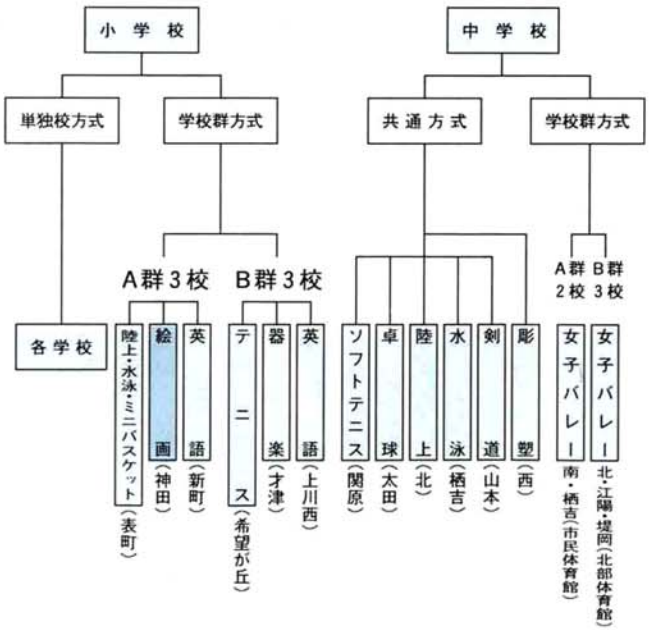 小学校
中学校
単独校方式
学校群方式
共通方式
学校群方式
A群3校
B群3校
A群2校
B群3校
各学校
陸上・水泳・ミニバスケット(表町)
絵画(神田)
英語(新町)
テニス(希望が丘)
器楽(才津)
英語(上川西)
ソフトテニス(関原)
卓球(太田)
陸上(北)
水泳(栖吉)
剣道(山本)
彫塑(西)
女子バレー南・栖吉(市民体育館)
女子バレー北・江陽・堤岡(北部体育館)